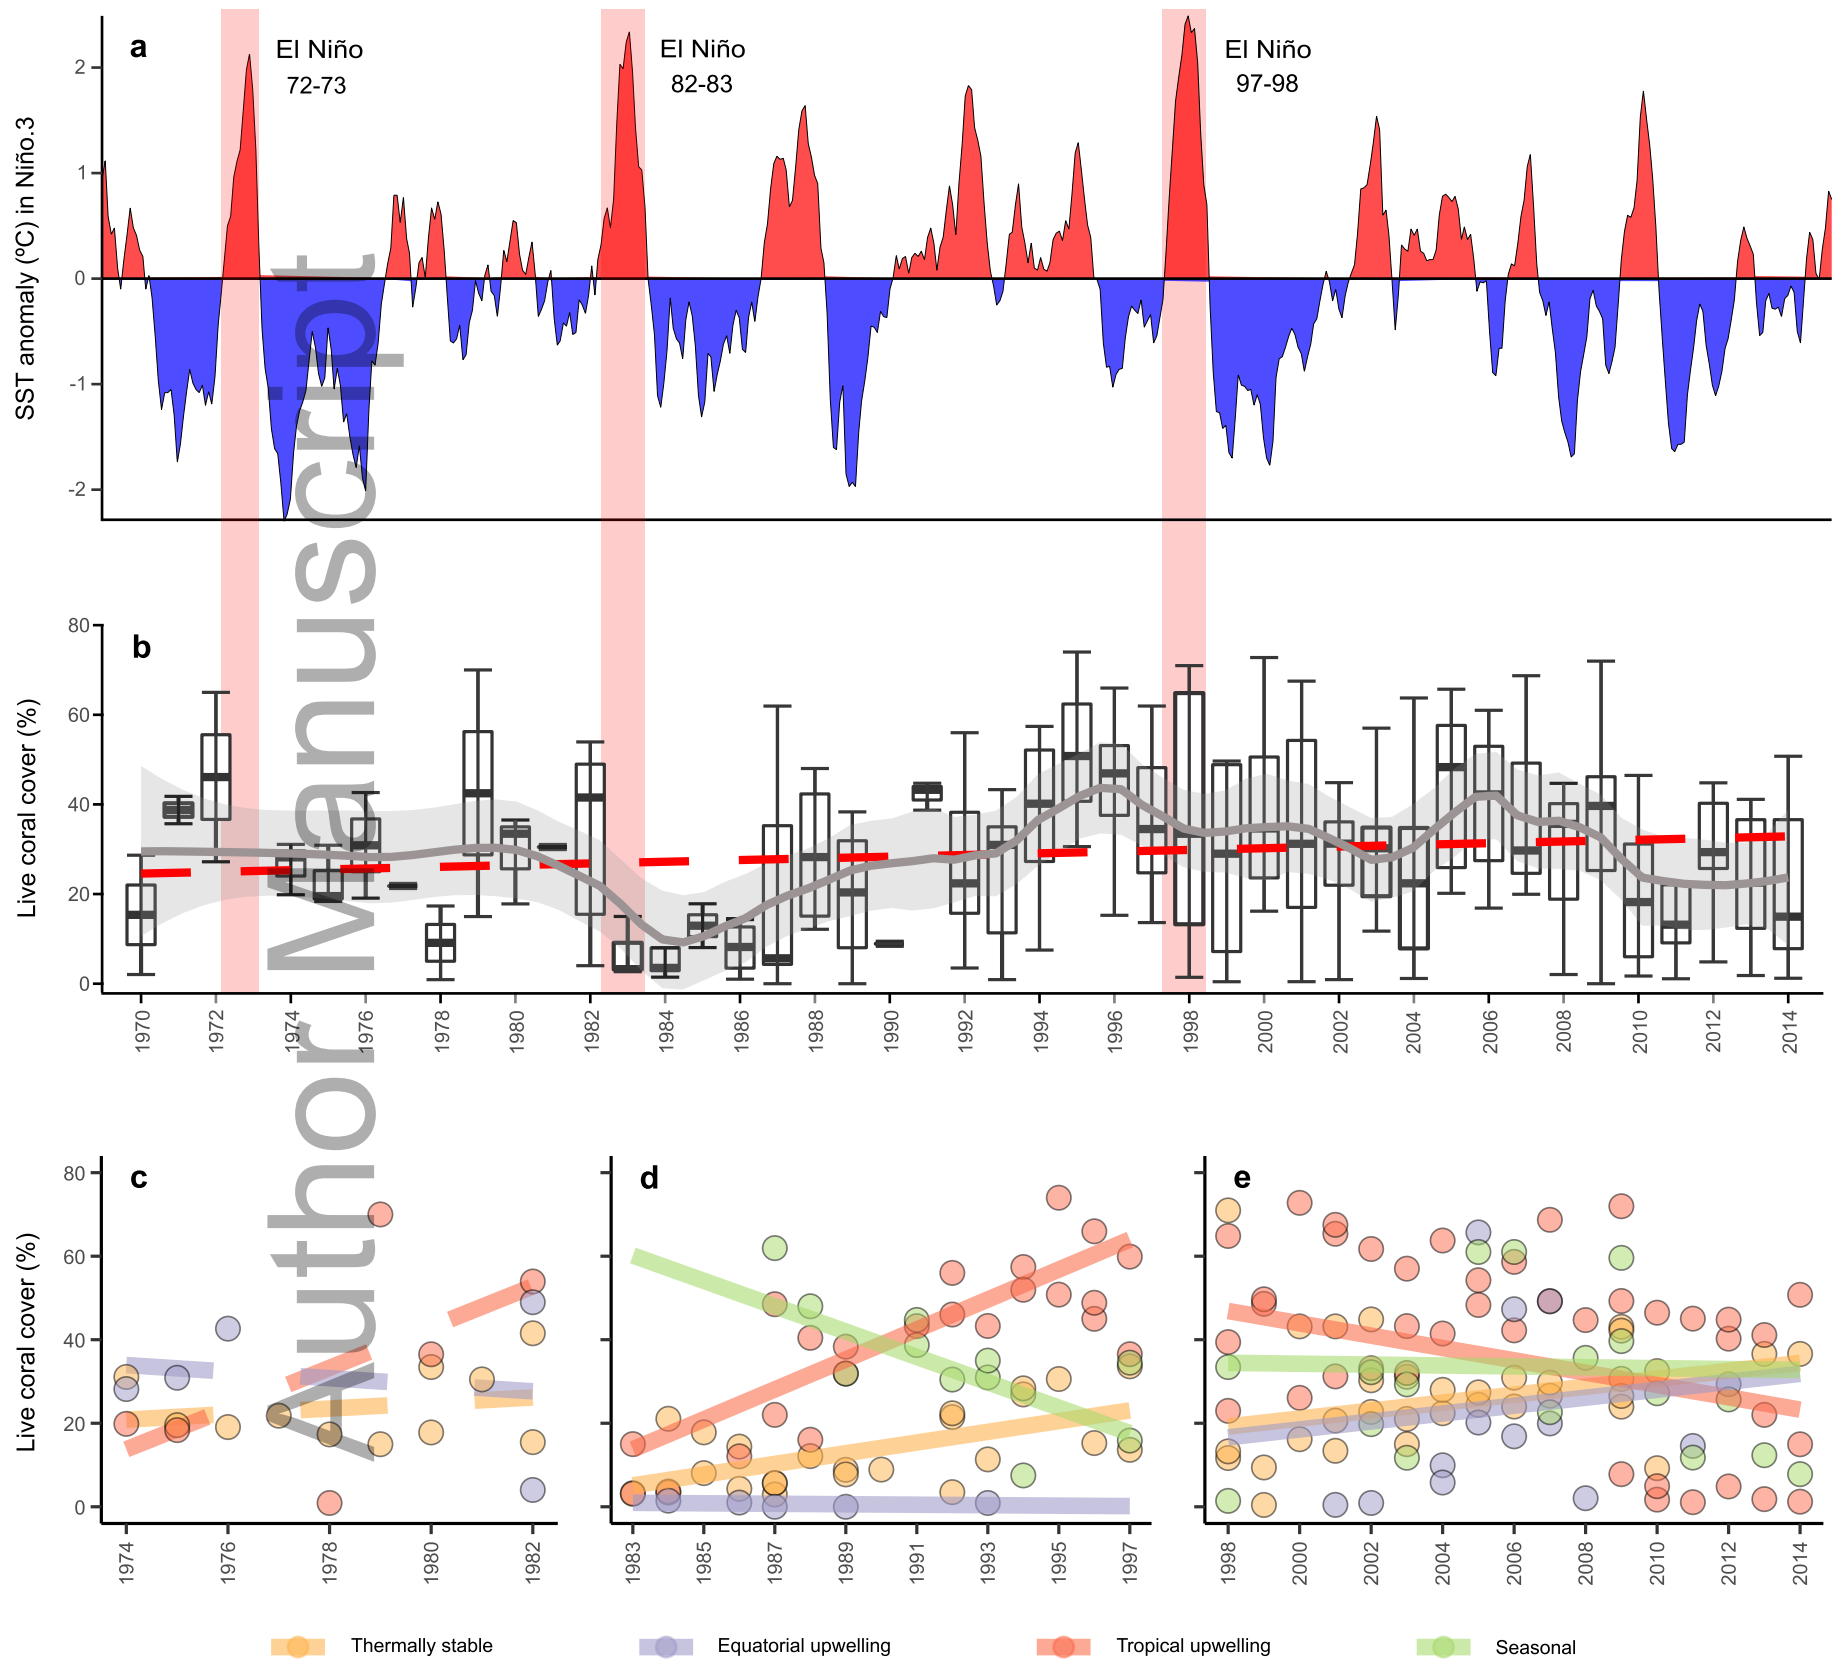 a
El Niño
72-73
El Niño
82-83
El Niño
97-98
SST anomaly (ºC) in Niño.3
2
1
0
-1
-2
b
Live coral cover (%)
80
60
40
20
0
1970 1972 1974 1976 1978 1980 1982 1984 1986 1988 1990 1992 1994 1996 1998 2000 2002 2004 2006 2008 2010 2012 2014
Author Manuscript
c
d
e
Live coral cover (%)
80
60
40
20
0
1974 1976 1978 1980 1982
1983 1985 1987 1989 1991 1993 1995 1997
1998 2000 2002 2004 2006 2008 2010 2012 2014
Thermally stable
Equatorial upwelling
Tropical upwelling
Seasonal